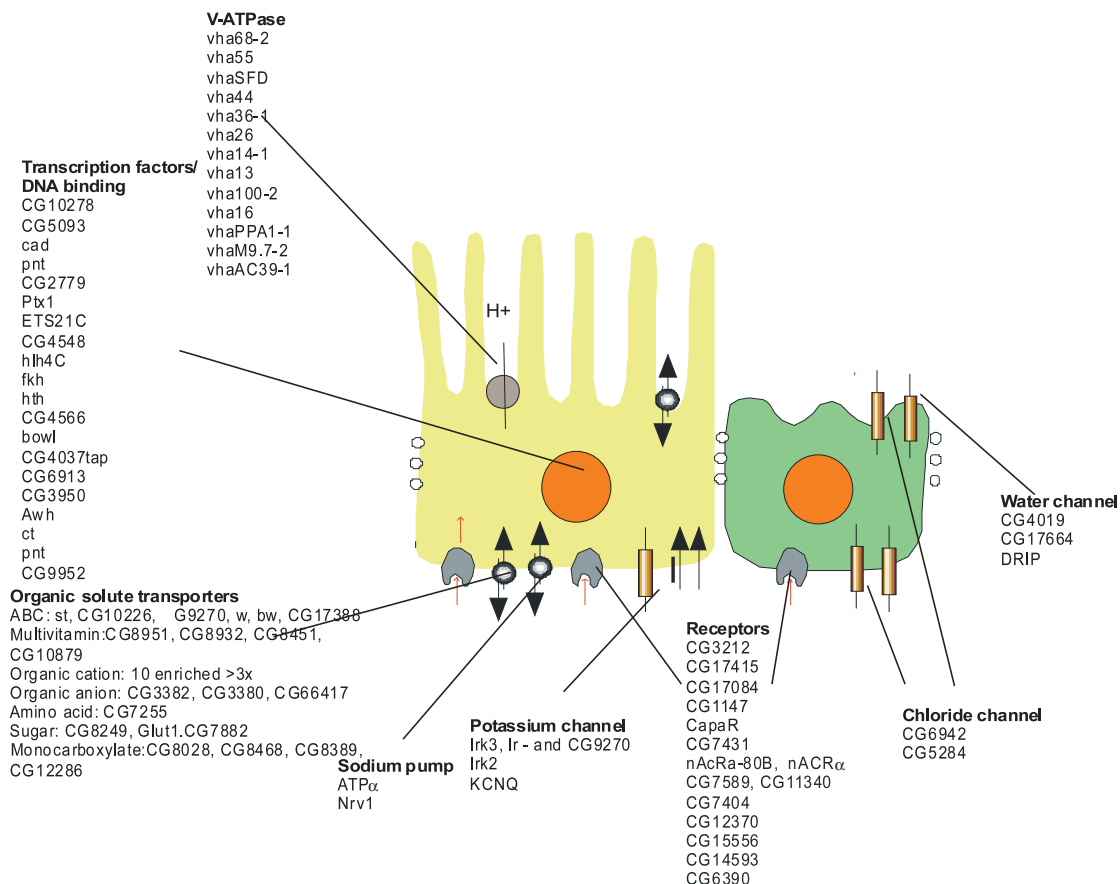 V-ATPase
vha68-2
vha55
vhaSFD
vha44
vha36-1
vha26
vha14-1
vha13
vha100-2
vha16
vhaPPA1-1
vhaM9.7-2
vhaAC39-1
Transcription factors/
DNA binding
CG10278
CG5093
cad
pnt
CG2779
Ptx1
ETS21C
CG4548
hlh4C
fkh
hth
CG4566
bowl
CG4037tap
CG6913
CG3950
Awh
ct
pnt
CG9952
H+
Organic solute transporters
ABC: st, CG10226, G9270, w, bw, CG17388
Multivitamin:CG8951, CG8932, CG8451,
CG10879
Organic cation: 10 enriched >3x
Organic anion: CG3382, CG3380, CG66417
Amino acid: CG7255
Sugar: CG8249, Glut1.CG7882
Monocarboxylate:CG8028, CG8468, CG8389,
CG12286
Sodium pump
ATPα
Nrv1
Potassium channel
Irk3, Ir - and CG9270
Irk2
KCNQ
Receptors
CG3212
CG17415
CG17084
CG1147
CapaR
CG7431
nAcRa-80B, nACRα
CG7589, CG11340
CG7404
CG12370
CG15556
CG14593
CG6390
Chloride channel
CG6942
CG5284
Water channel
CG4019
CG17664
DRIP